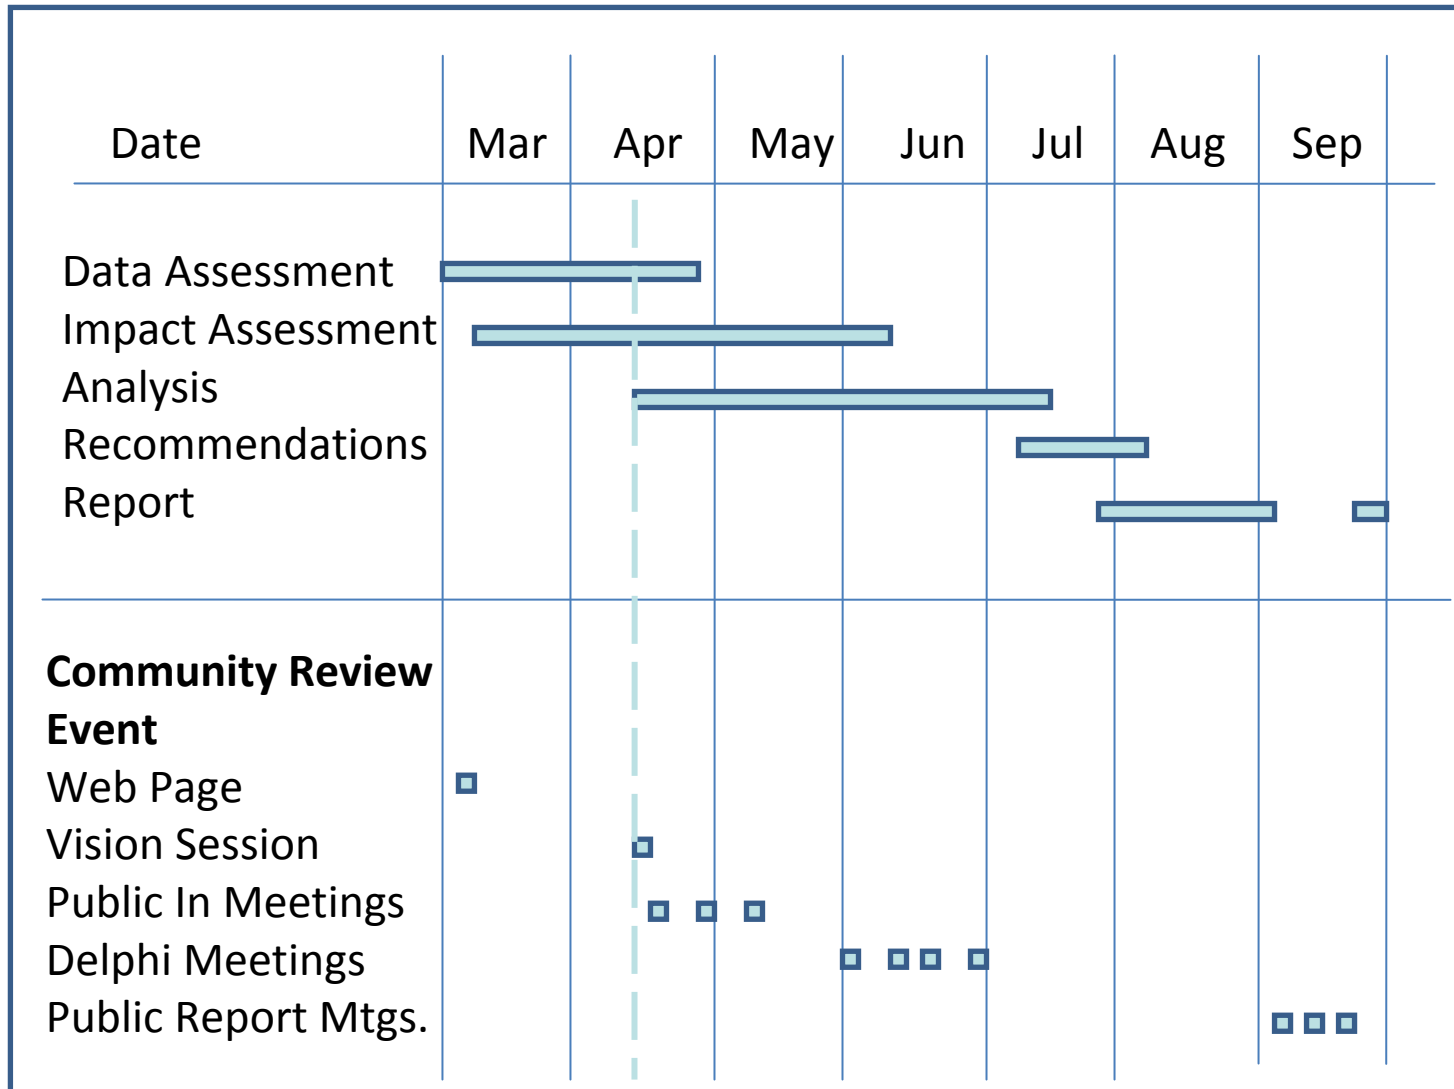 Date Mar Apr May Jun Jul Aug Sep
Data Assessment
Impact Assessment
Analysis
Recommendations
Report
Community Review
Event
Web Page
Vision Session
Public In Meetings
Delphi Meetings
Public Report Mtgs.